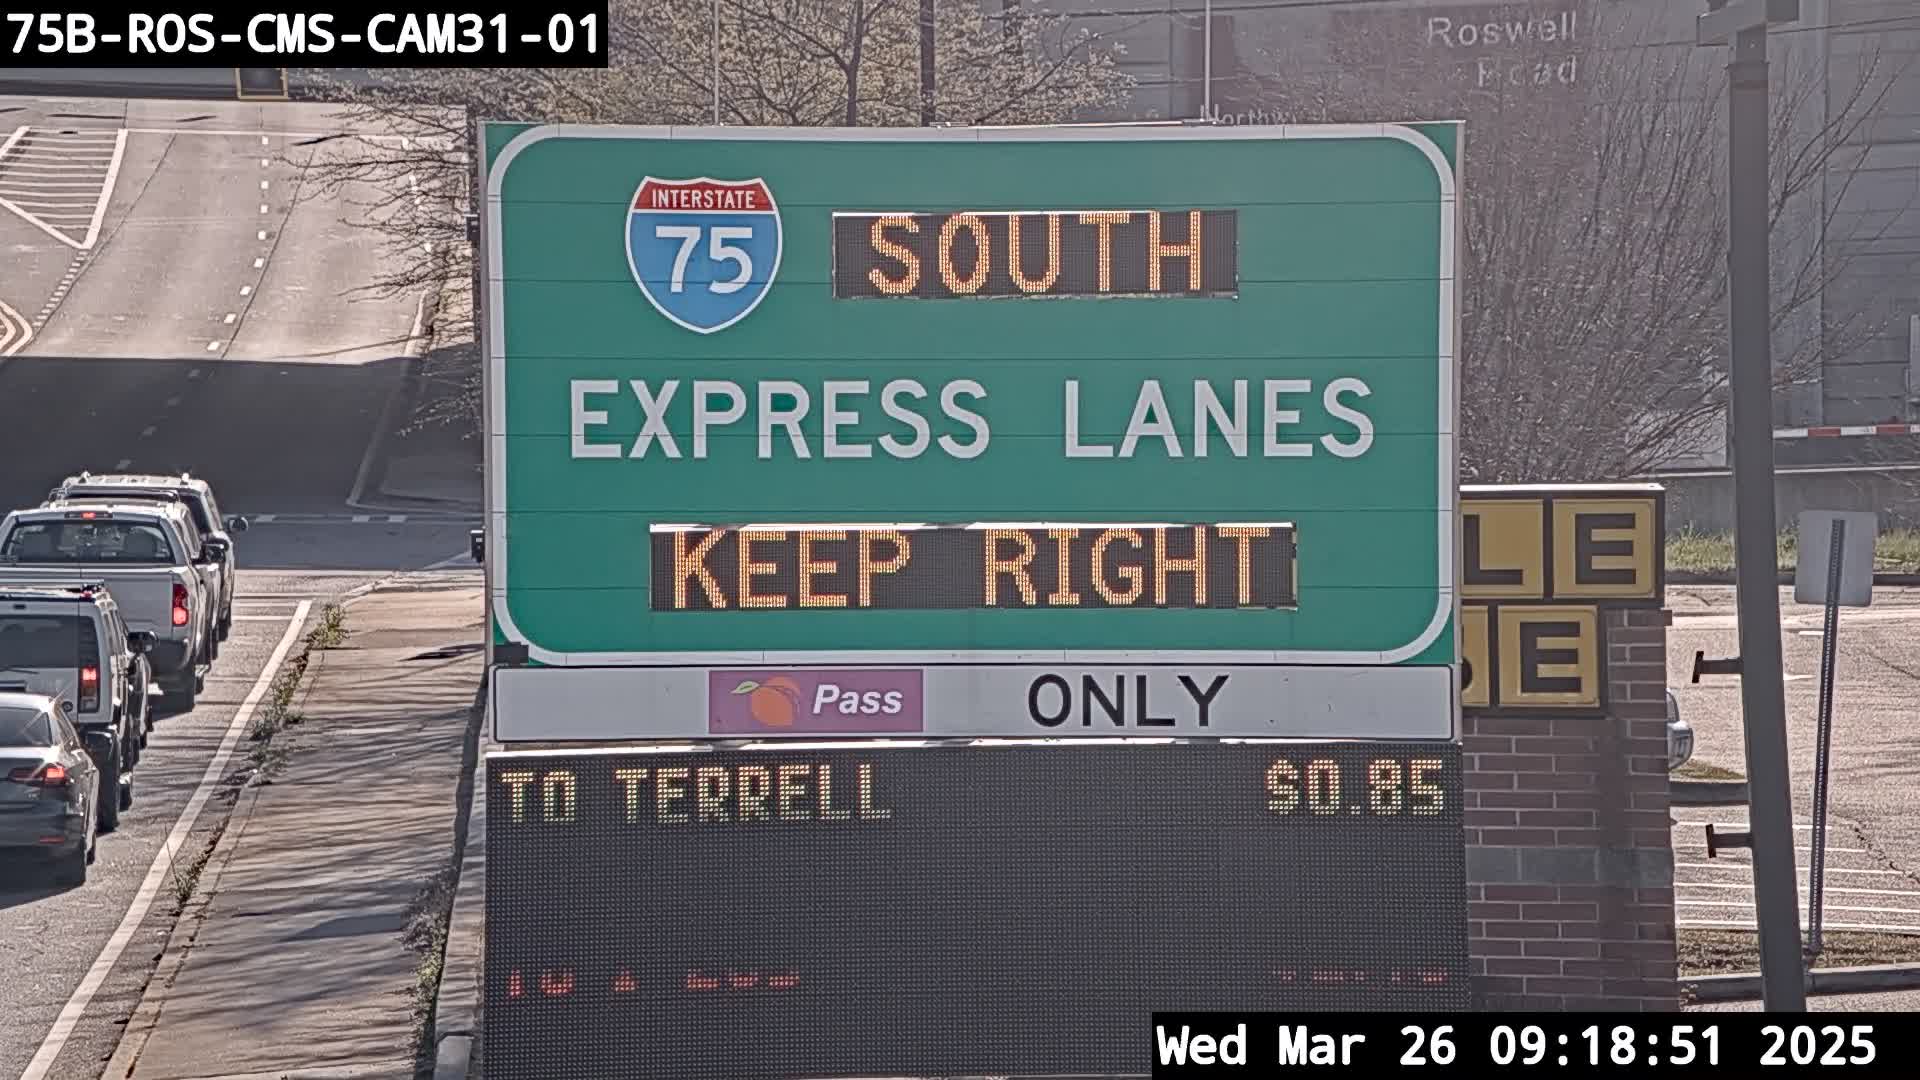 75B-ROS-CMS-CAM31-01
Roswell
Road
INTERSTATE
75
SOUTH
EXPRESS LANES
KEEP RIGHT
LE
E
Pass
ONLY
TO TERRELL $0.85
Wed Mar 26 09:18:51 2025